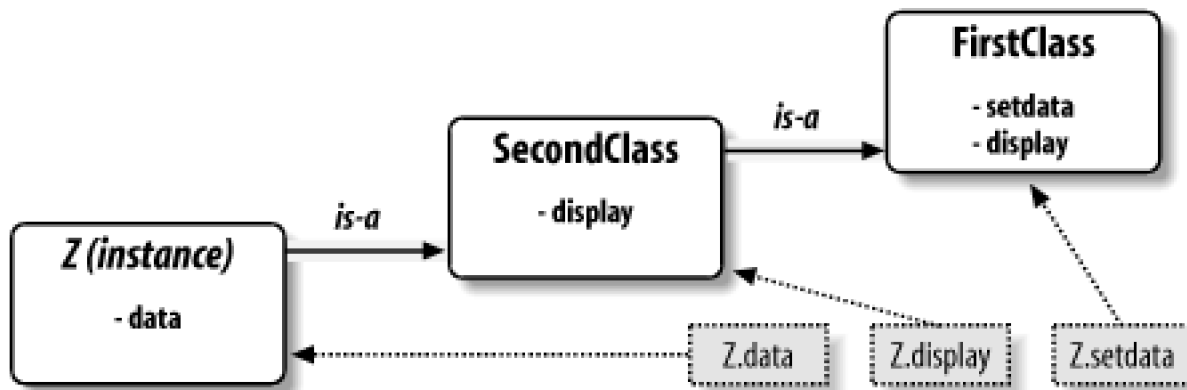 FirstClass
- setdata
- display
is-a
SecondClass
- display
is-a
Z (instance)
- data
Z.data
Z.display
Z.setdata